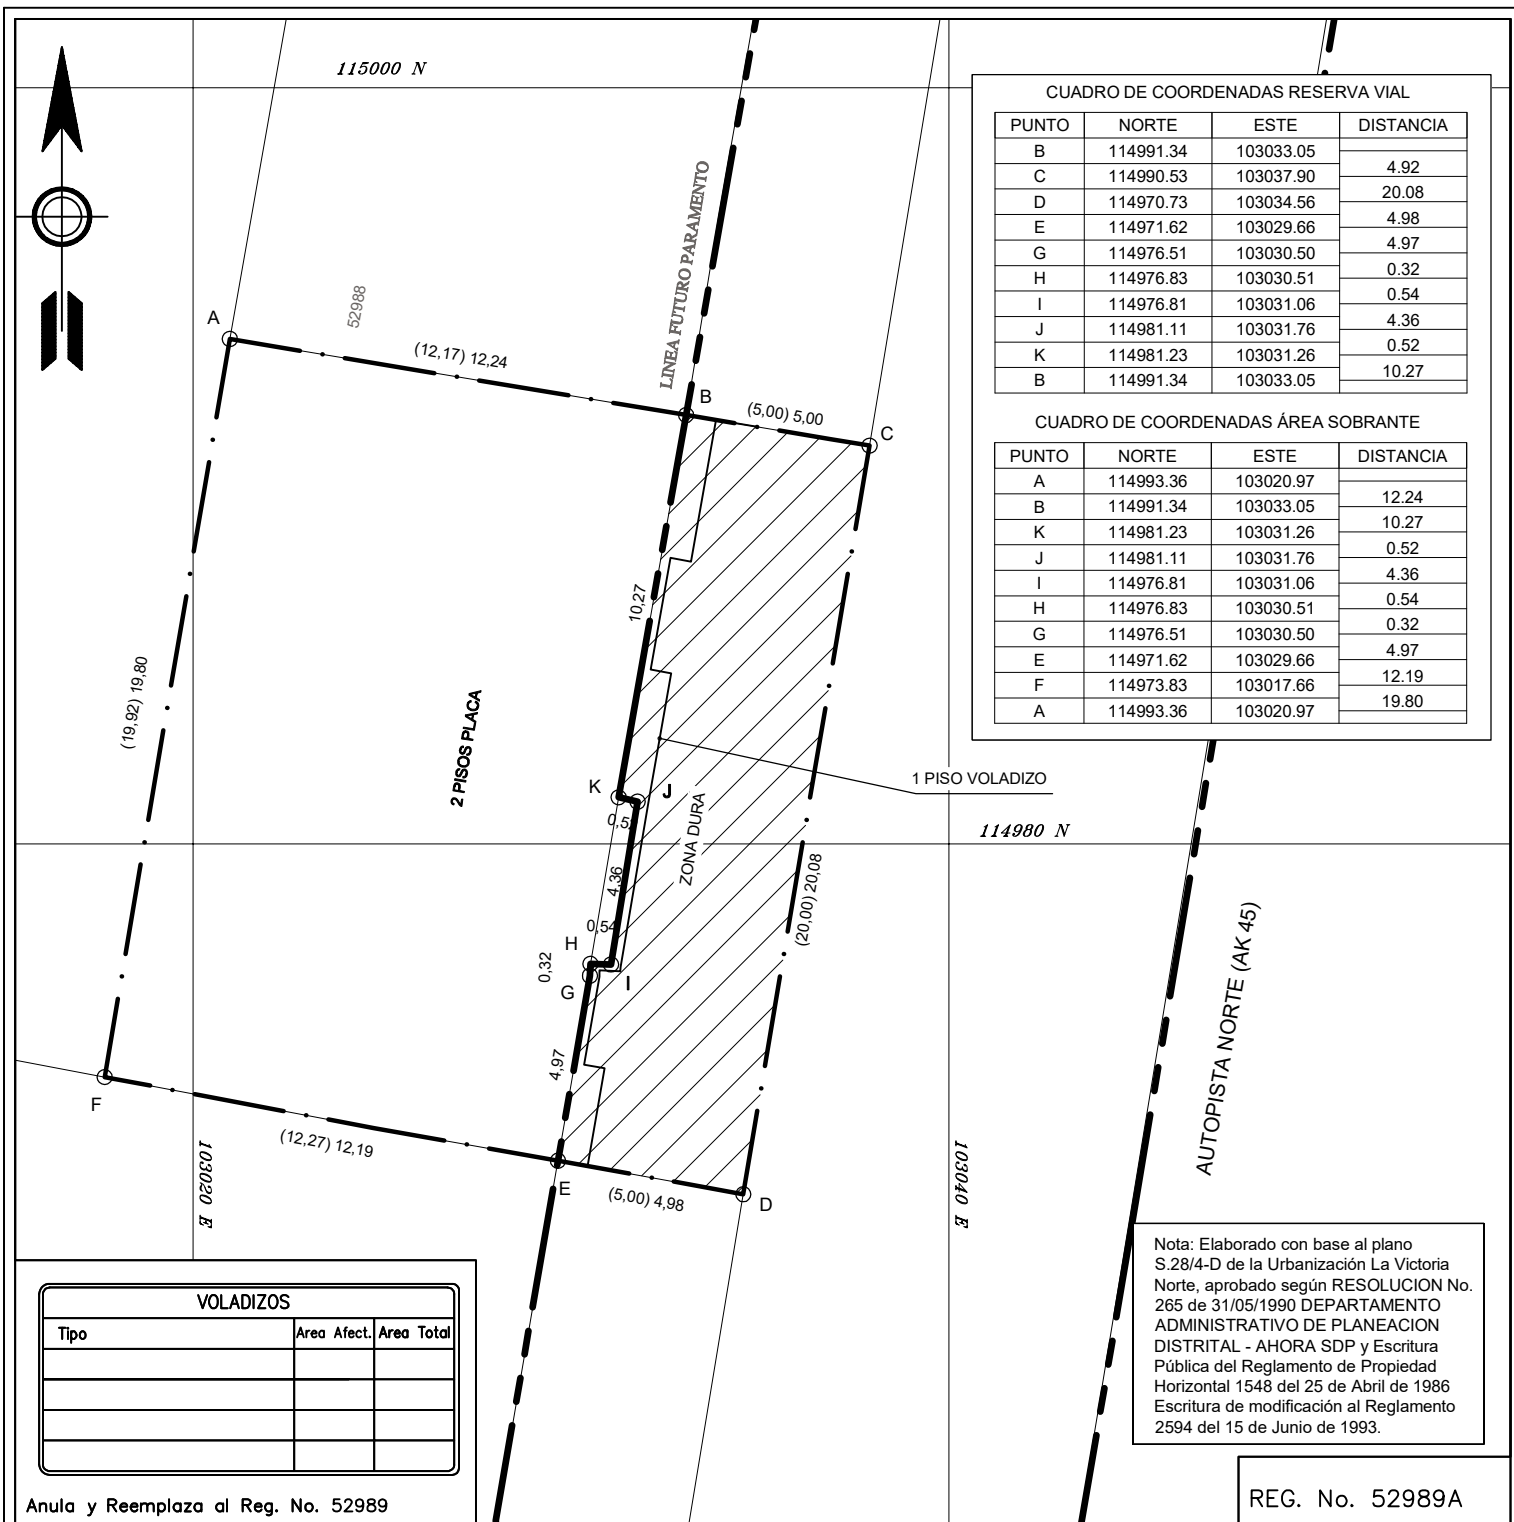 115000 N
LINEA FUTURO PARAMENTO
52988
A
(12,17) 12,24
B
(5,00) 5,00
C
10,27
(19,92) 19,80
2 PISOS PLACA
K
J
1 PISO VOLADIZO
ZONA DURA
114980 N
4,36
0,54
H
0,32
G
I
(20,00) 20,08
4,97
F
(12,27) 12,19
E
(5,00) 4,98
D
103020 E
103040 E
AUTOPISTA NORTE (AK 45)
CUADRO DE COORDENADAS RESERVA VIAL
PUNTO NORTE ESTE DISTANCIA
B 114991.34 103033.05
4.92
C 114990.53 103037.90
20.08
D 114970.73 103034.56
4.98
E 114971.62 103029.66
4.97
G 114976.51 103030.50
0.32
H 114976.83 103030.51
0.54
I 114976.81 103031.06
4.36
J 114981.11 103031.76
0.52
K 114981.23 103031.26
10.27
B 114991.34 103033.05
CUADRO DE COORDENADAS ÁREA SOBRANTE
PUNTO NORTE ESTE DISTANCIA
A 114993.36 103020.97
12.24
B 114991.34 103033.05
10.27
K 114981.23 103031.26
0.52
J 114981.11 103031.76
4.36
I 114976.81 103031.06
0.54
H 114976.83 103030.51
0.32
G 114976.51 103030.50
4.97
E 114971.62 103029.66
12.19
F 114973.83 103017.66
19.80
A 114993.36 103020.97
Nota: Elaborado con base al plano
S.28/4-D de la Urbanización La Victoria
Norte, aprobado según RESOLUCION No.
265 de 31/05/1990 DEPARTAMENTO
ADMINISTRATIVO DE PLANEACION
DISTRITAL - AHORA SDP y Escritura
Pública del Reglamento de Propiedad
Horizontal 1548 del 25 de Abril de 1986
Escritura de modificación al Reglamento
2594 del 15 de Junio de 1993.
VOLADIZOS
Tipo Area Afect. Area Total
Anula y Reemplaza al Reg. No. 52989
REG. No. 52989A